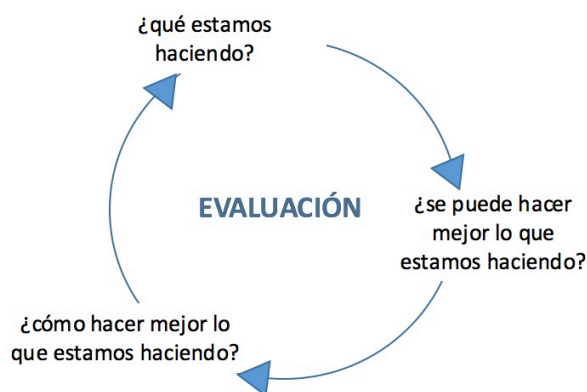 ¿qué estamos
haciendo?
EVALUACIÓN
¿se puede hacer
mejor lo que
estamos haciendo?
¿cómo hacer mejor lo
que estamos haciendo?